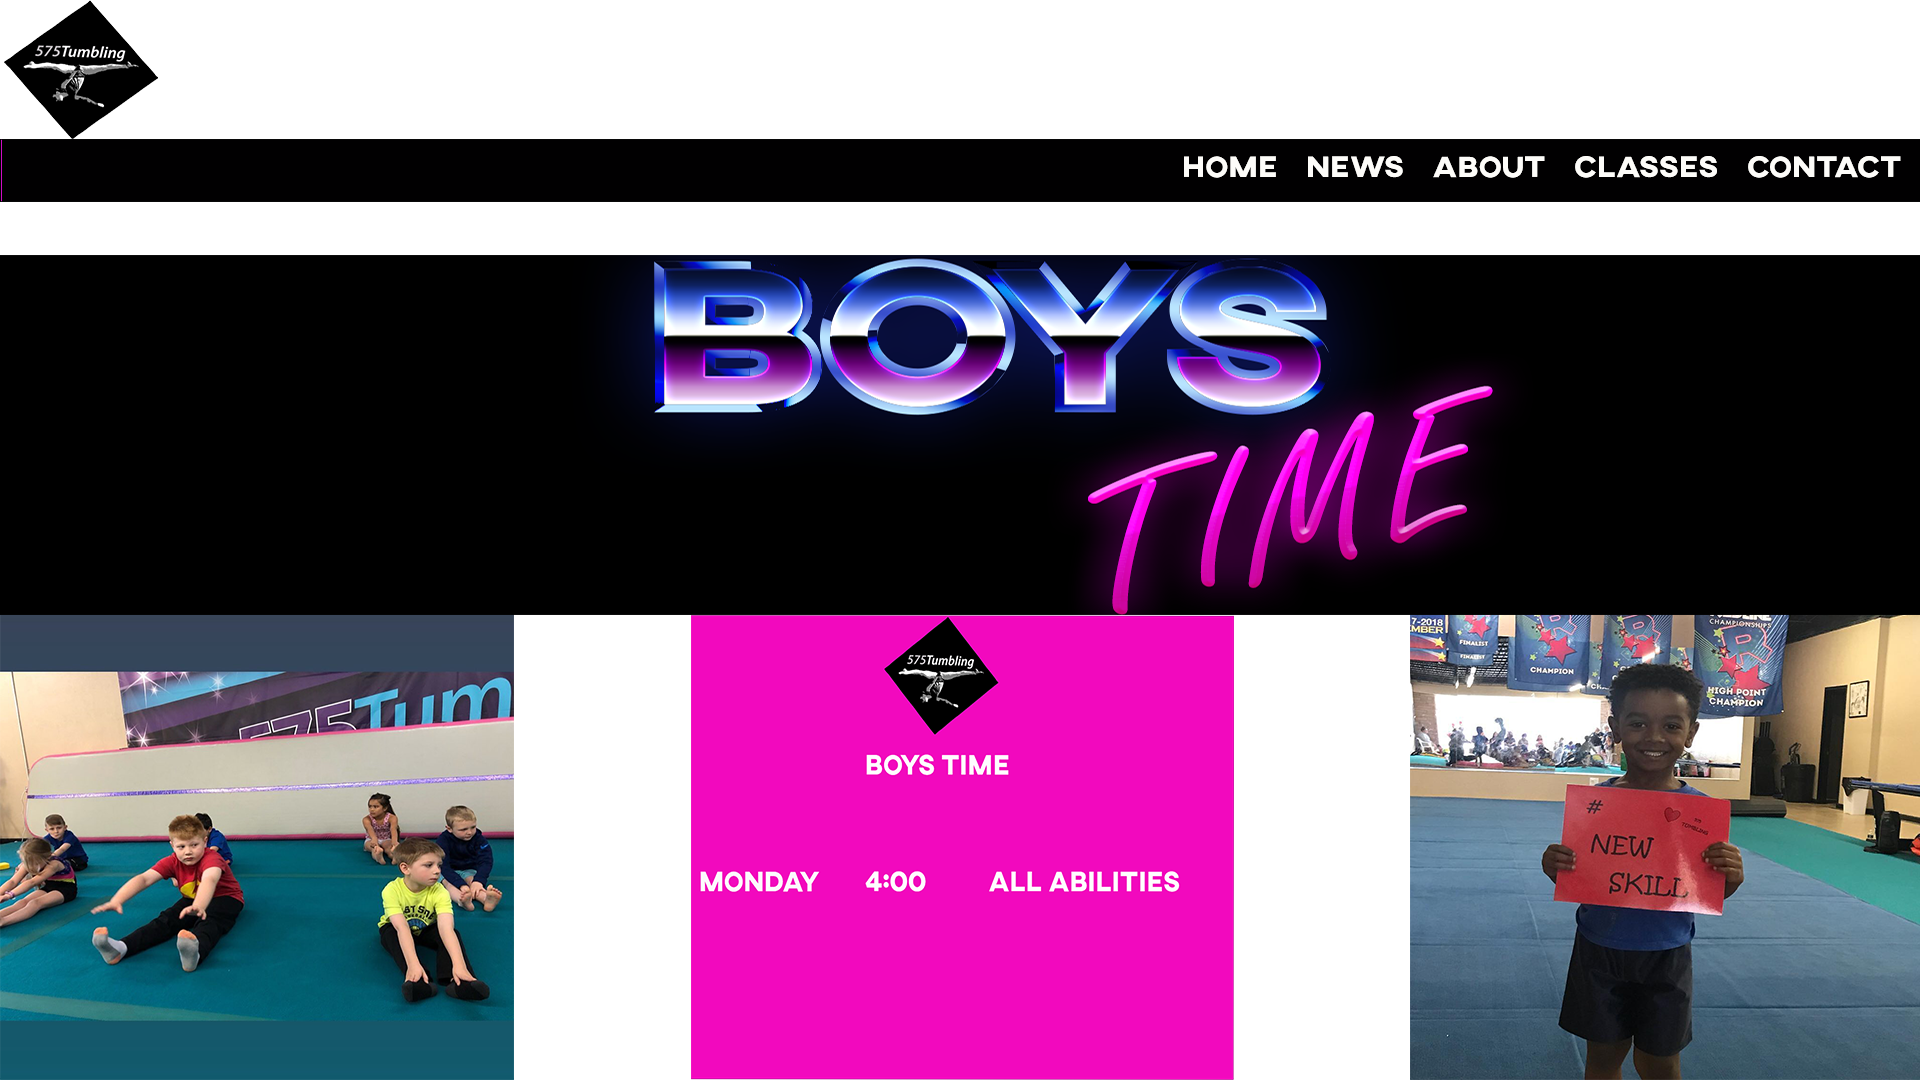 575Tumbling
HOME NEWS ABOUT CLASSES CONTACT
BOYS
TIME
575Tum
575Tumbling
BOYS TIME
MONDAY 4:00 ALL ABILITIES
7-2018
MBER
FINALIST
FINALIST
CHAMPION
CHAMPIONSHIPS
HIGH POINT
CHAMPION
#
TUMBLING
NEW
SKILL